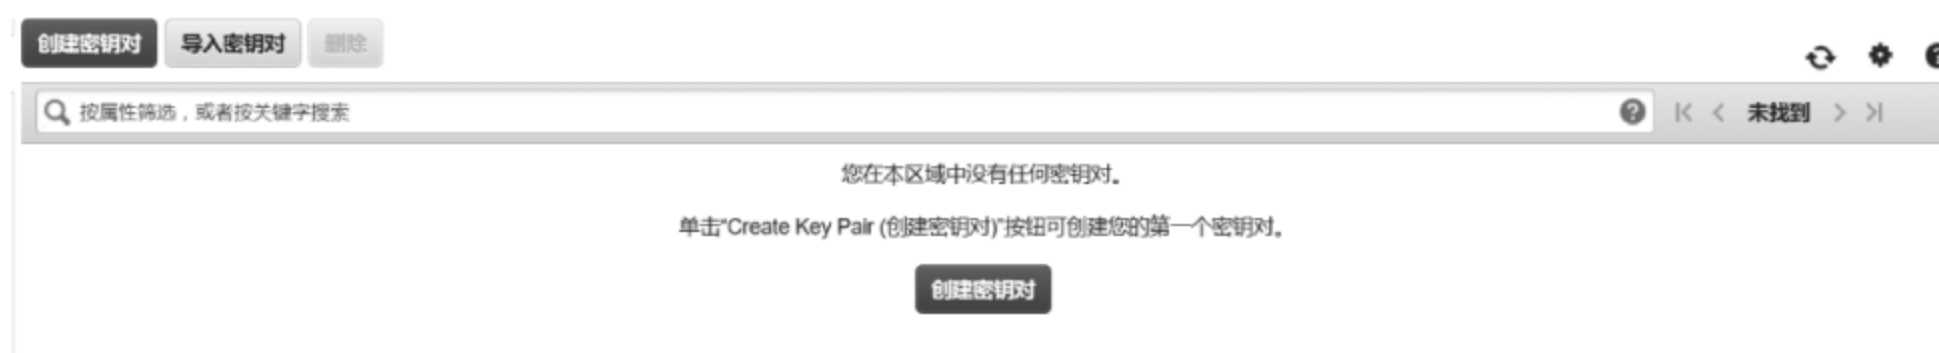 创建密钥对 导入密钥对 删除
按属性筛选，或者按关键字搜索 未找到
您在本区域中没有任何密钥对。
单击“Create Key Pair (创建密钥对)”按钮可创建您的第一个密钥对。
创建密钥对